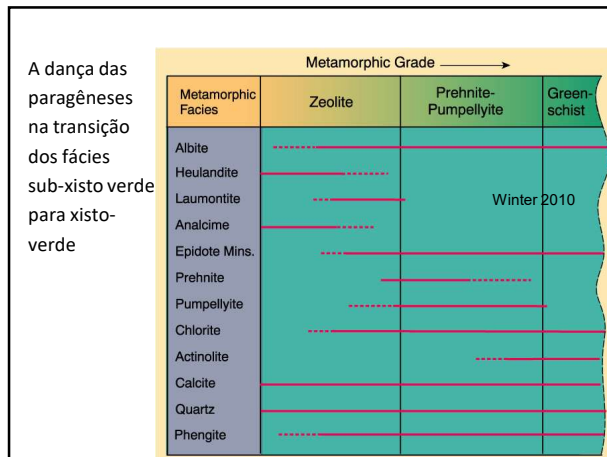 A dança das
paragêneses
na transição
dos fácies
sub-xisto verde
para xisto-
verde
Metamorphic Grade
Metamorphic
Facies
Zeolite
Prehnite-
Pumpellyite
Green-
schist
Albite
Heulandite
Laumontite
Winter 2010
Analcime
Epidote Mins.
Prehnite
Pumpellyite
Chlorite
Actinolite
Calcite
Quartz
Phengite